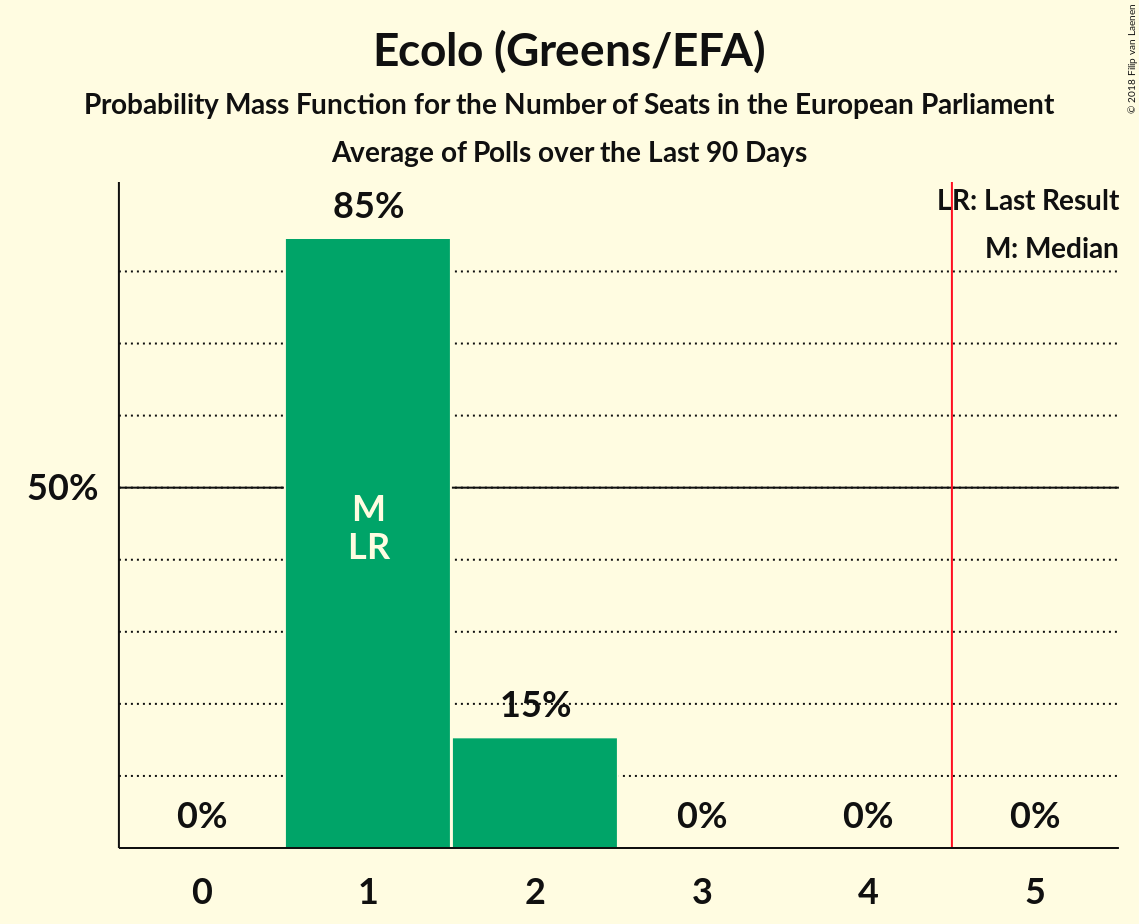 Ecolo (Greens/EFA)
Probability Mass Function for the Number of Seats in the European Parliament
Average of Polls over the Last 90 Days
© 2018 Filip van Laenen
LR: Last Result
M: Median
85%
50%
M
LR
15%
0%
0%
0%
0%
0
1
2
3
4
5